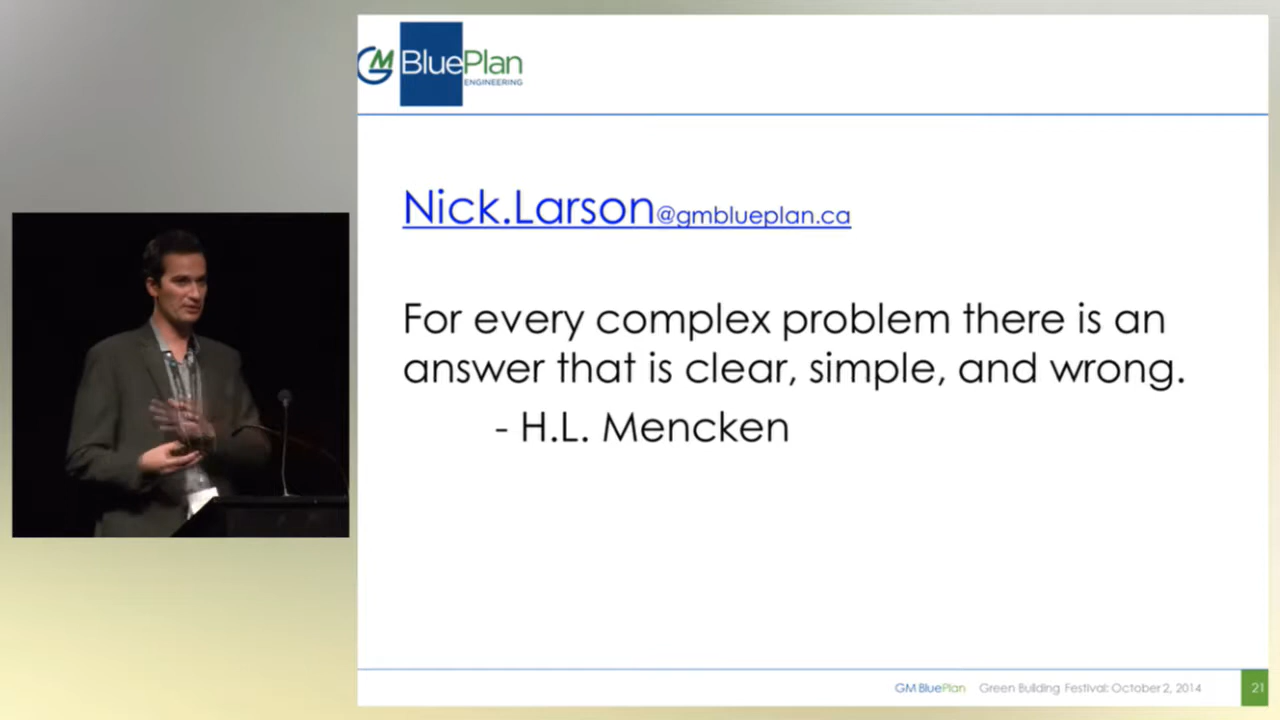 GM BluePlan
ENGINEERING
Nick.Larson@gmblueplan.ca
For every complex problem there is an
answer that is clear, simple, and wrong.
- H.L. Mencken
GM BluePlan Green Building Festival: October 2, 2014 21